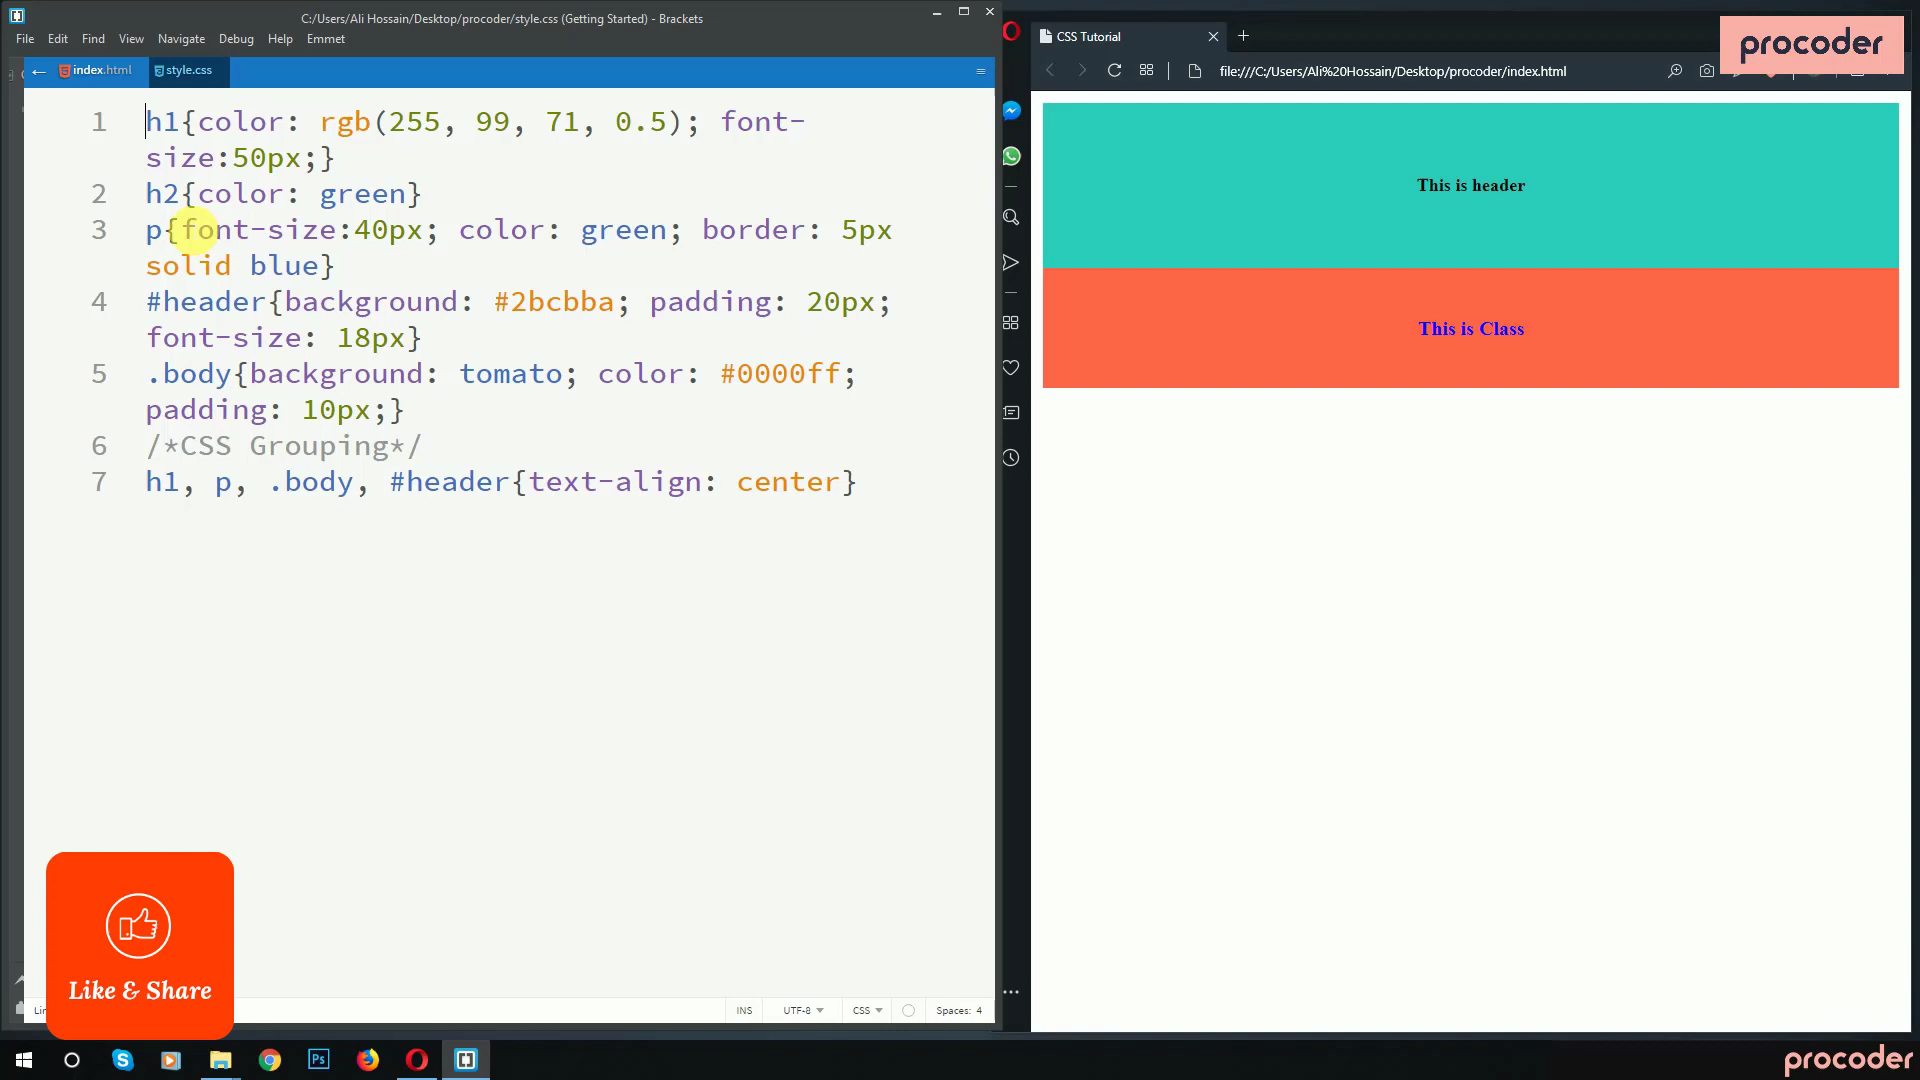 C:/Users/Ali Hossain/Desktop/procoder/style.css (Getting Started) - Brackets
File Edit Find View Navigate Debug Help Emmet
index.html style.css
1 h1{color: rgb(255, 99, 71, 0.5); font-
size:50px;}
2 h2{color: green}
3 p{font-size:40px; color: green; border: 5px
solid blue}
4 #header{background: #2bcbba; padding: 20px;
font-size: 18px}
5 .body{background: tomato; color: #0000ff;
padding: 10px;}
6 /*CSS Grouping*/
7 h1, p, .body, #header{text-align: center}
Like & Share
INS UTF-8 CSS Spaces: 4
CSS Tutorial
procoder
file:///C:/Users/Ali%20Hossain/Desktop/procoder/index.html
This is header
This is Class
Ps
procoder